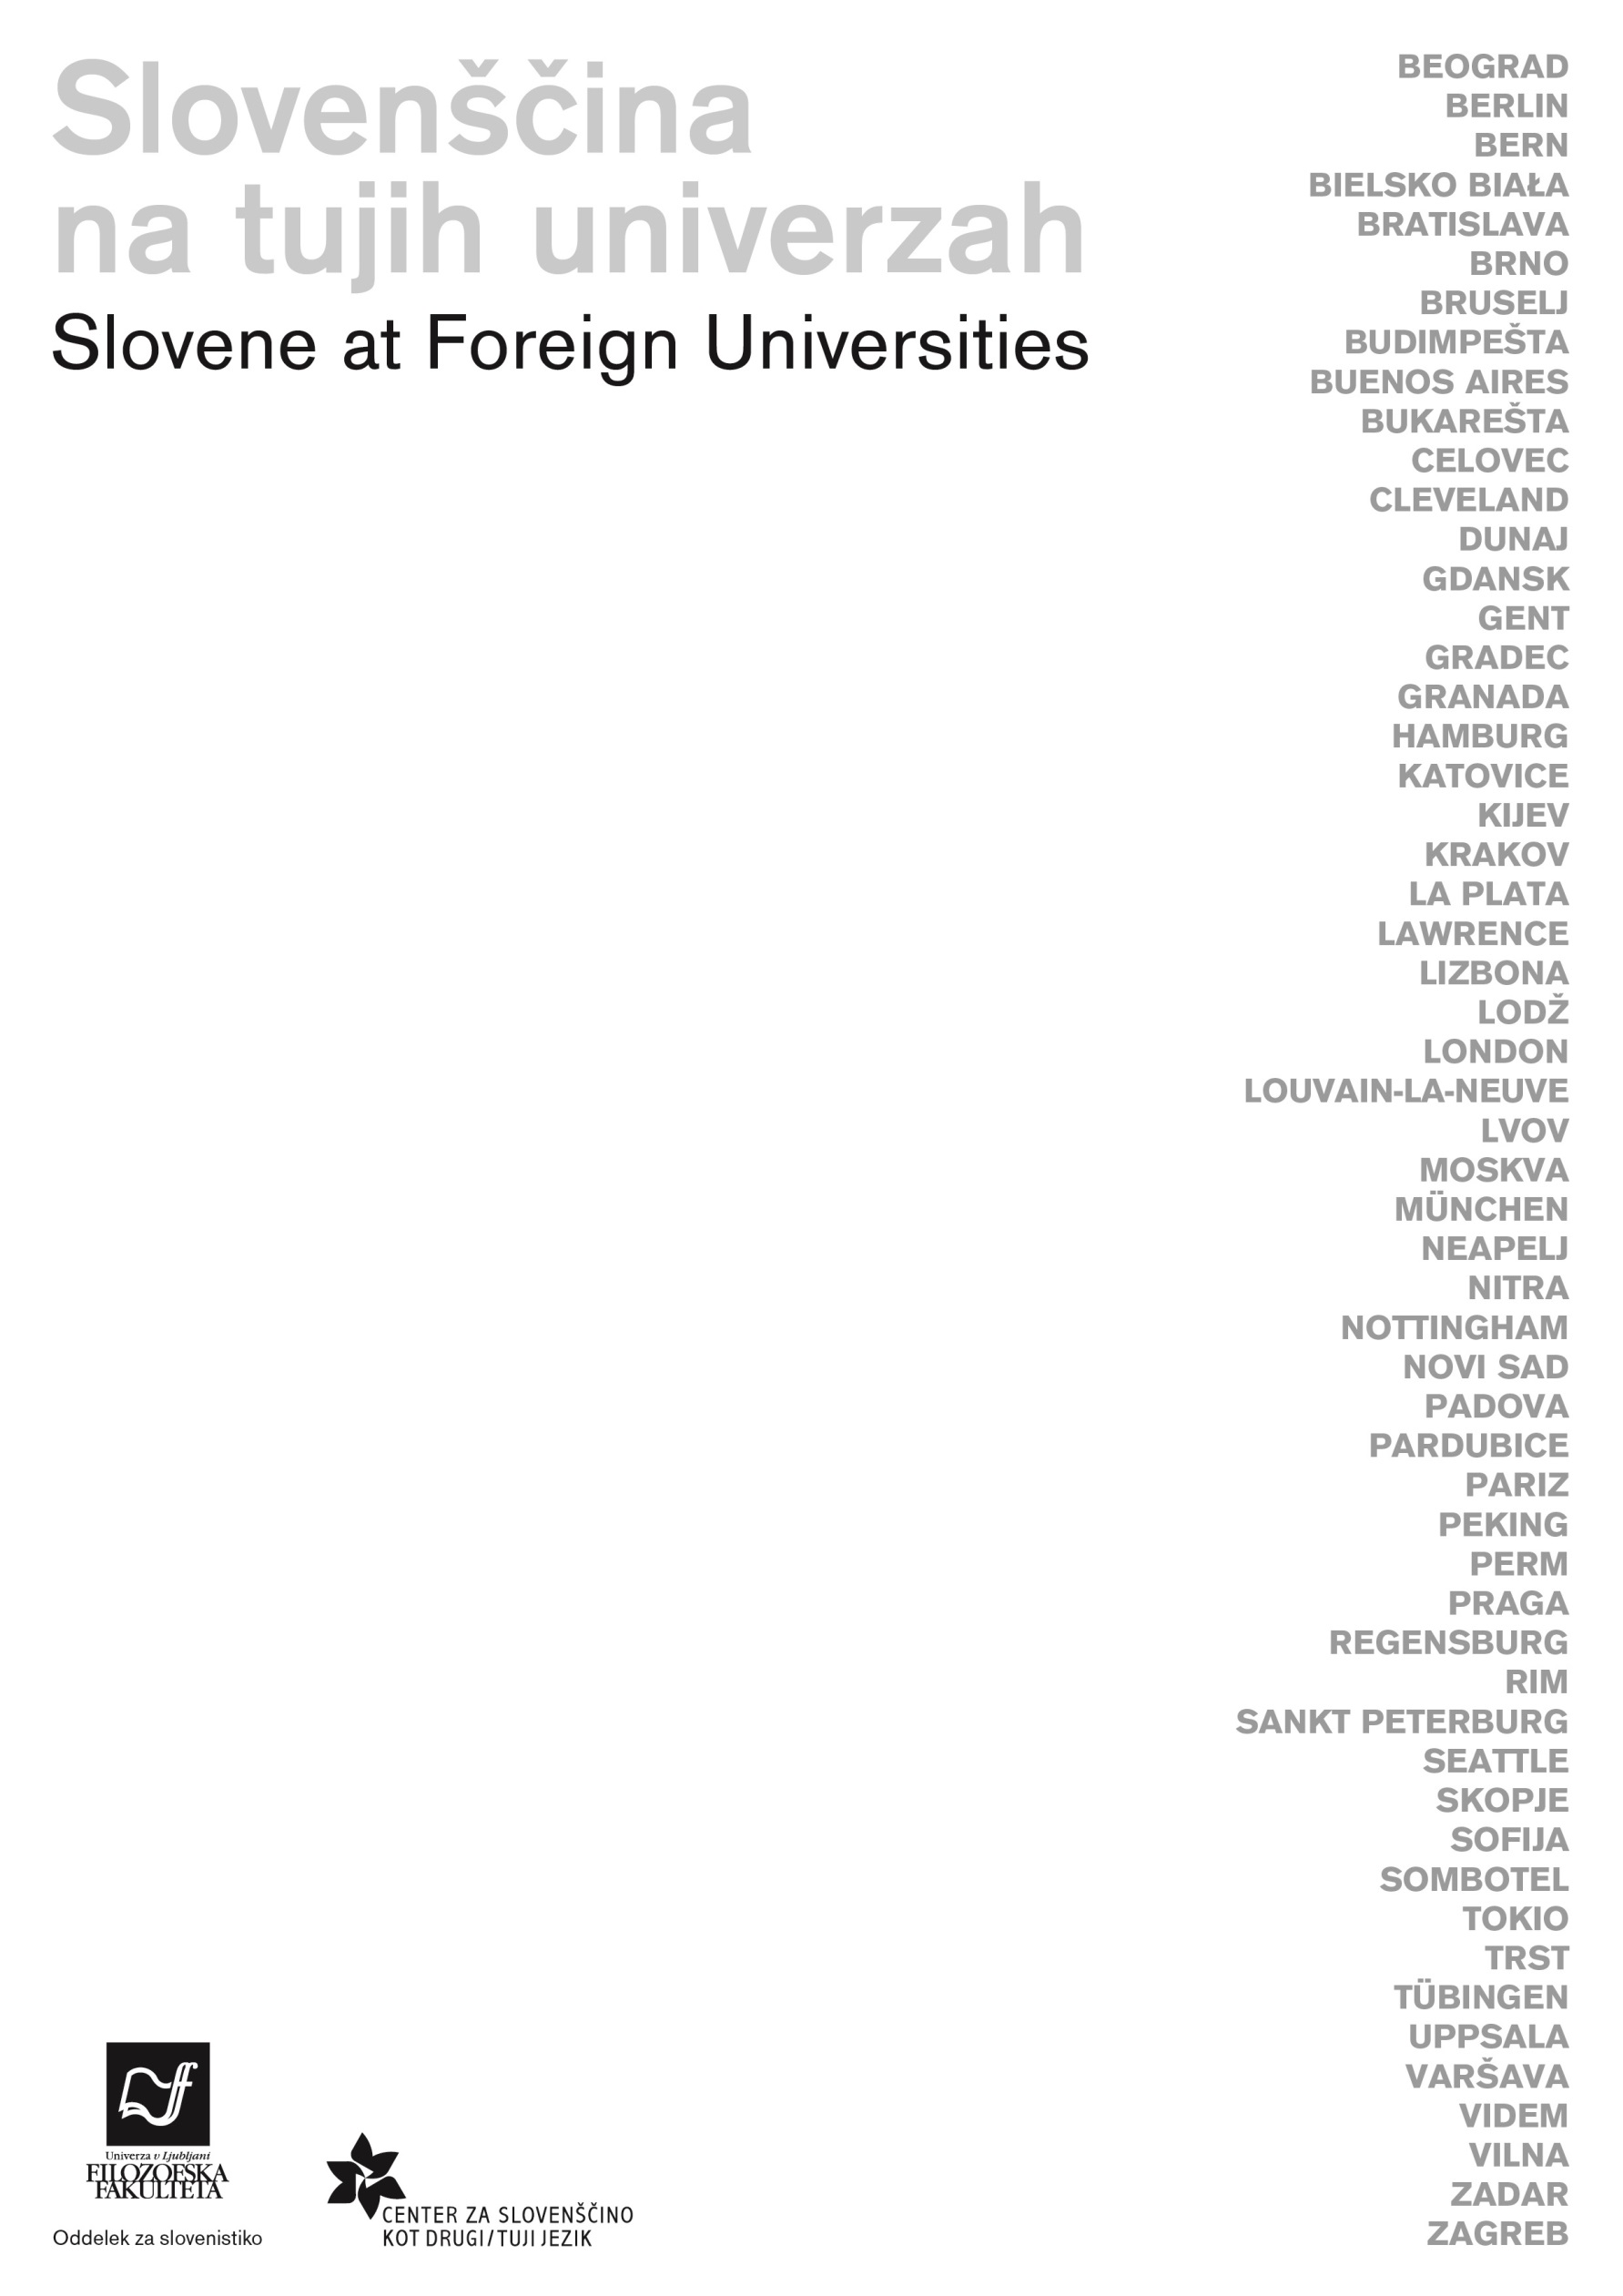 Slovenščina
na tujih univerzah
Slovene at Foreign Universities
BEOGRAD
BERLIN
BERN
BIELSKO BIAŁA
BRATISLAVA
BRNO
BRUSELJ
BUDIMPEŠTA
BUENOS AIRES
BUKAREŠTA
CELOVEC
CLEVELAND
DUNAJ
GDANSK
GENT
GRADEC
GRANADA
HAMBURG
KATOVICE
KIJEV
KRAKOV
LA PLATA
LAWRENCE
LIZBONA
LODŽ
LONDON
LOUVAIN-LA-NEUVE
LVOV
MOSKVA
MÜNCHEN
NEAPELJ
NITRA
NOTTINGHAM
NOVI SAD
PADOVA
PARDUBICE
PARIZ
PEKING
PERM
PRAGA
REGENSBURG
RIM
SANKT PETERBURG
SEATTLE
SKOPJE
SOFIJA
SOMBOTEL
TOKIO
TRST
TÜBINGEN
UPPSALA
VARŠAVA
VIDEM
VILNA
ZADAR
ZAGREB
Univerza v Ljubljani
FILOZOFSKA
FAKULTETA
Oddelek za slovenistiko
CENTER ZA SLOVENŠČINO
KOT DRUGI/TUJI JEZIK